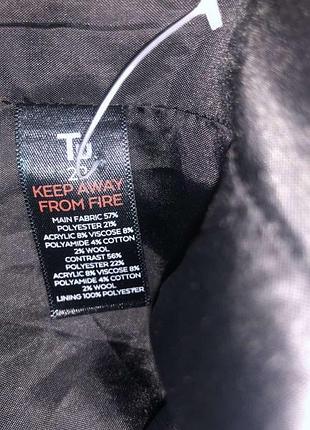 Tu
20
KEEP AWAY
FROM FIRE
MAIN FABRIC 57%
POLYESTER 21%
ACRYLIC 8% VISCOSE 8%
POLYAMIDE 4% COTTON
2% WOOL
CONTRAST 56%
POLYESTER 22%
ACRYLIC 8% VISCOSE 8%
POLYAMIDE 4% COTTON
2% WOOL
LINING 100% POLYESTER